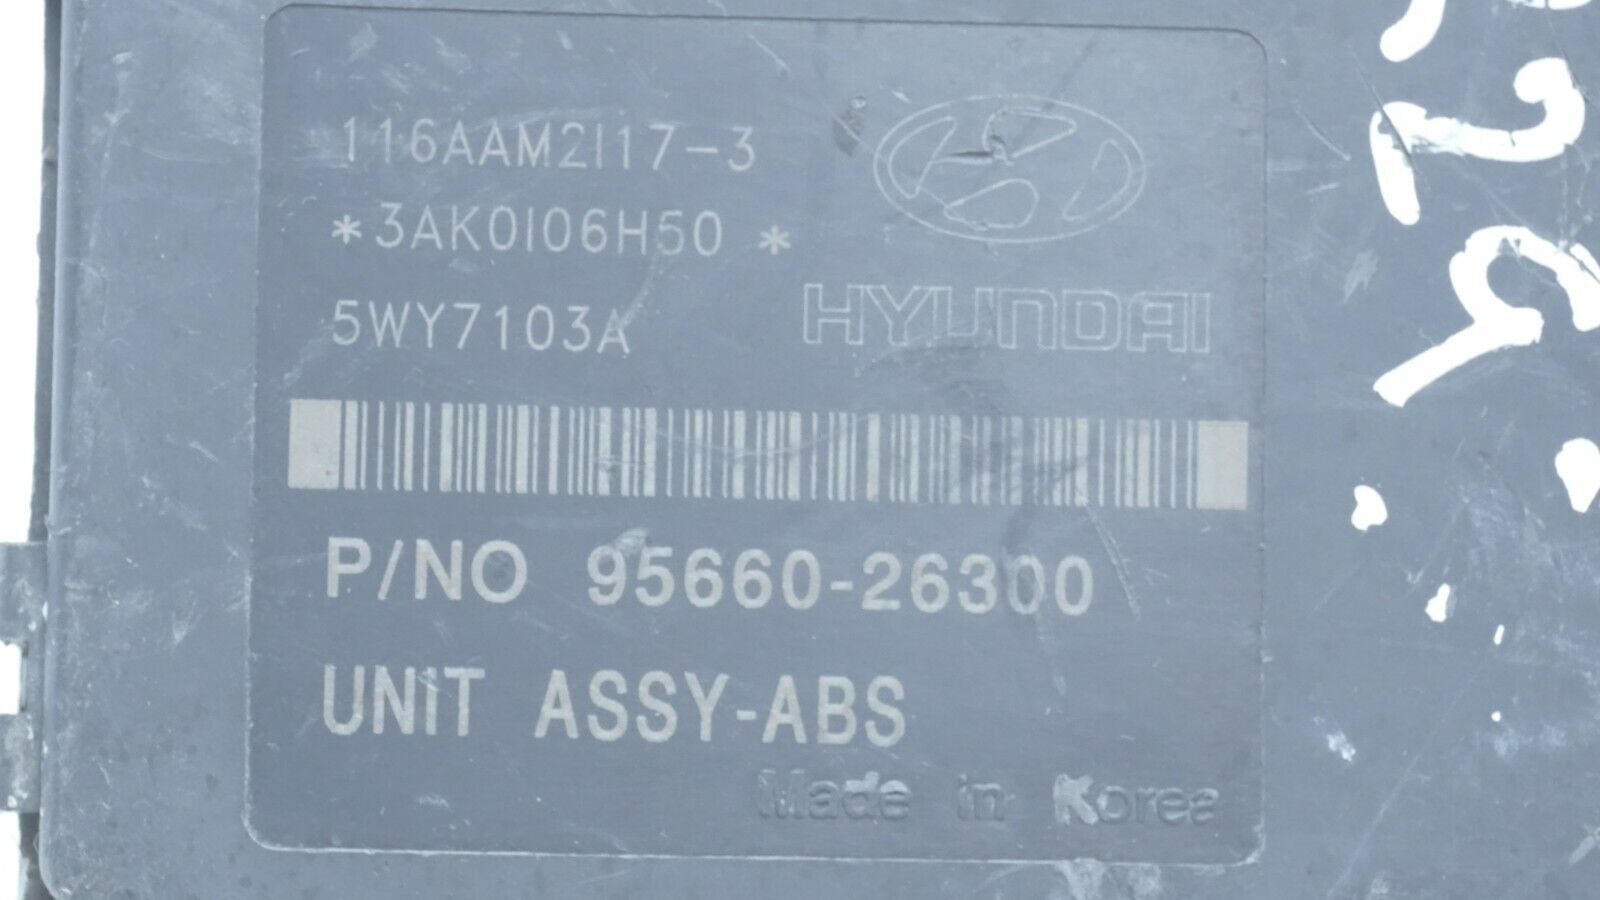 116AAM2I17-3
*3AK0I06H50 *
5WY7103A
HYUNDAI
P/NO 95660-26300
UNIT ASSY-ABS
Made in Korea